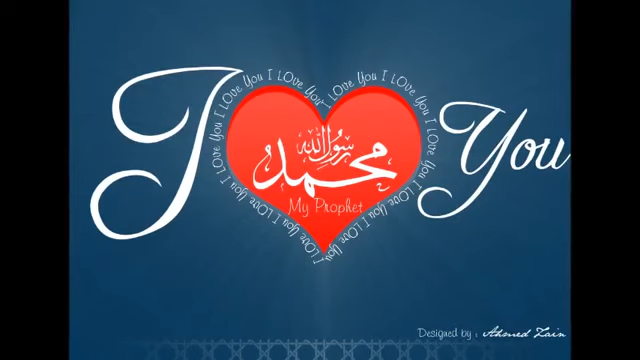 I You
I LOve You I LOve You I LOve You I LOve You I LOve You I LOve You I LOve You I LOve You I LOve You
رسول الله
محمد
My Prophet
Designed by : Ahmed Zain